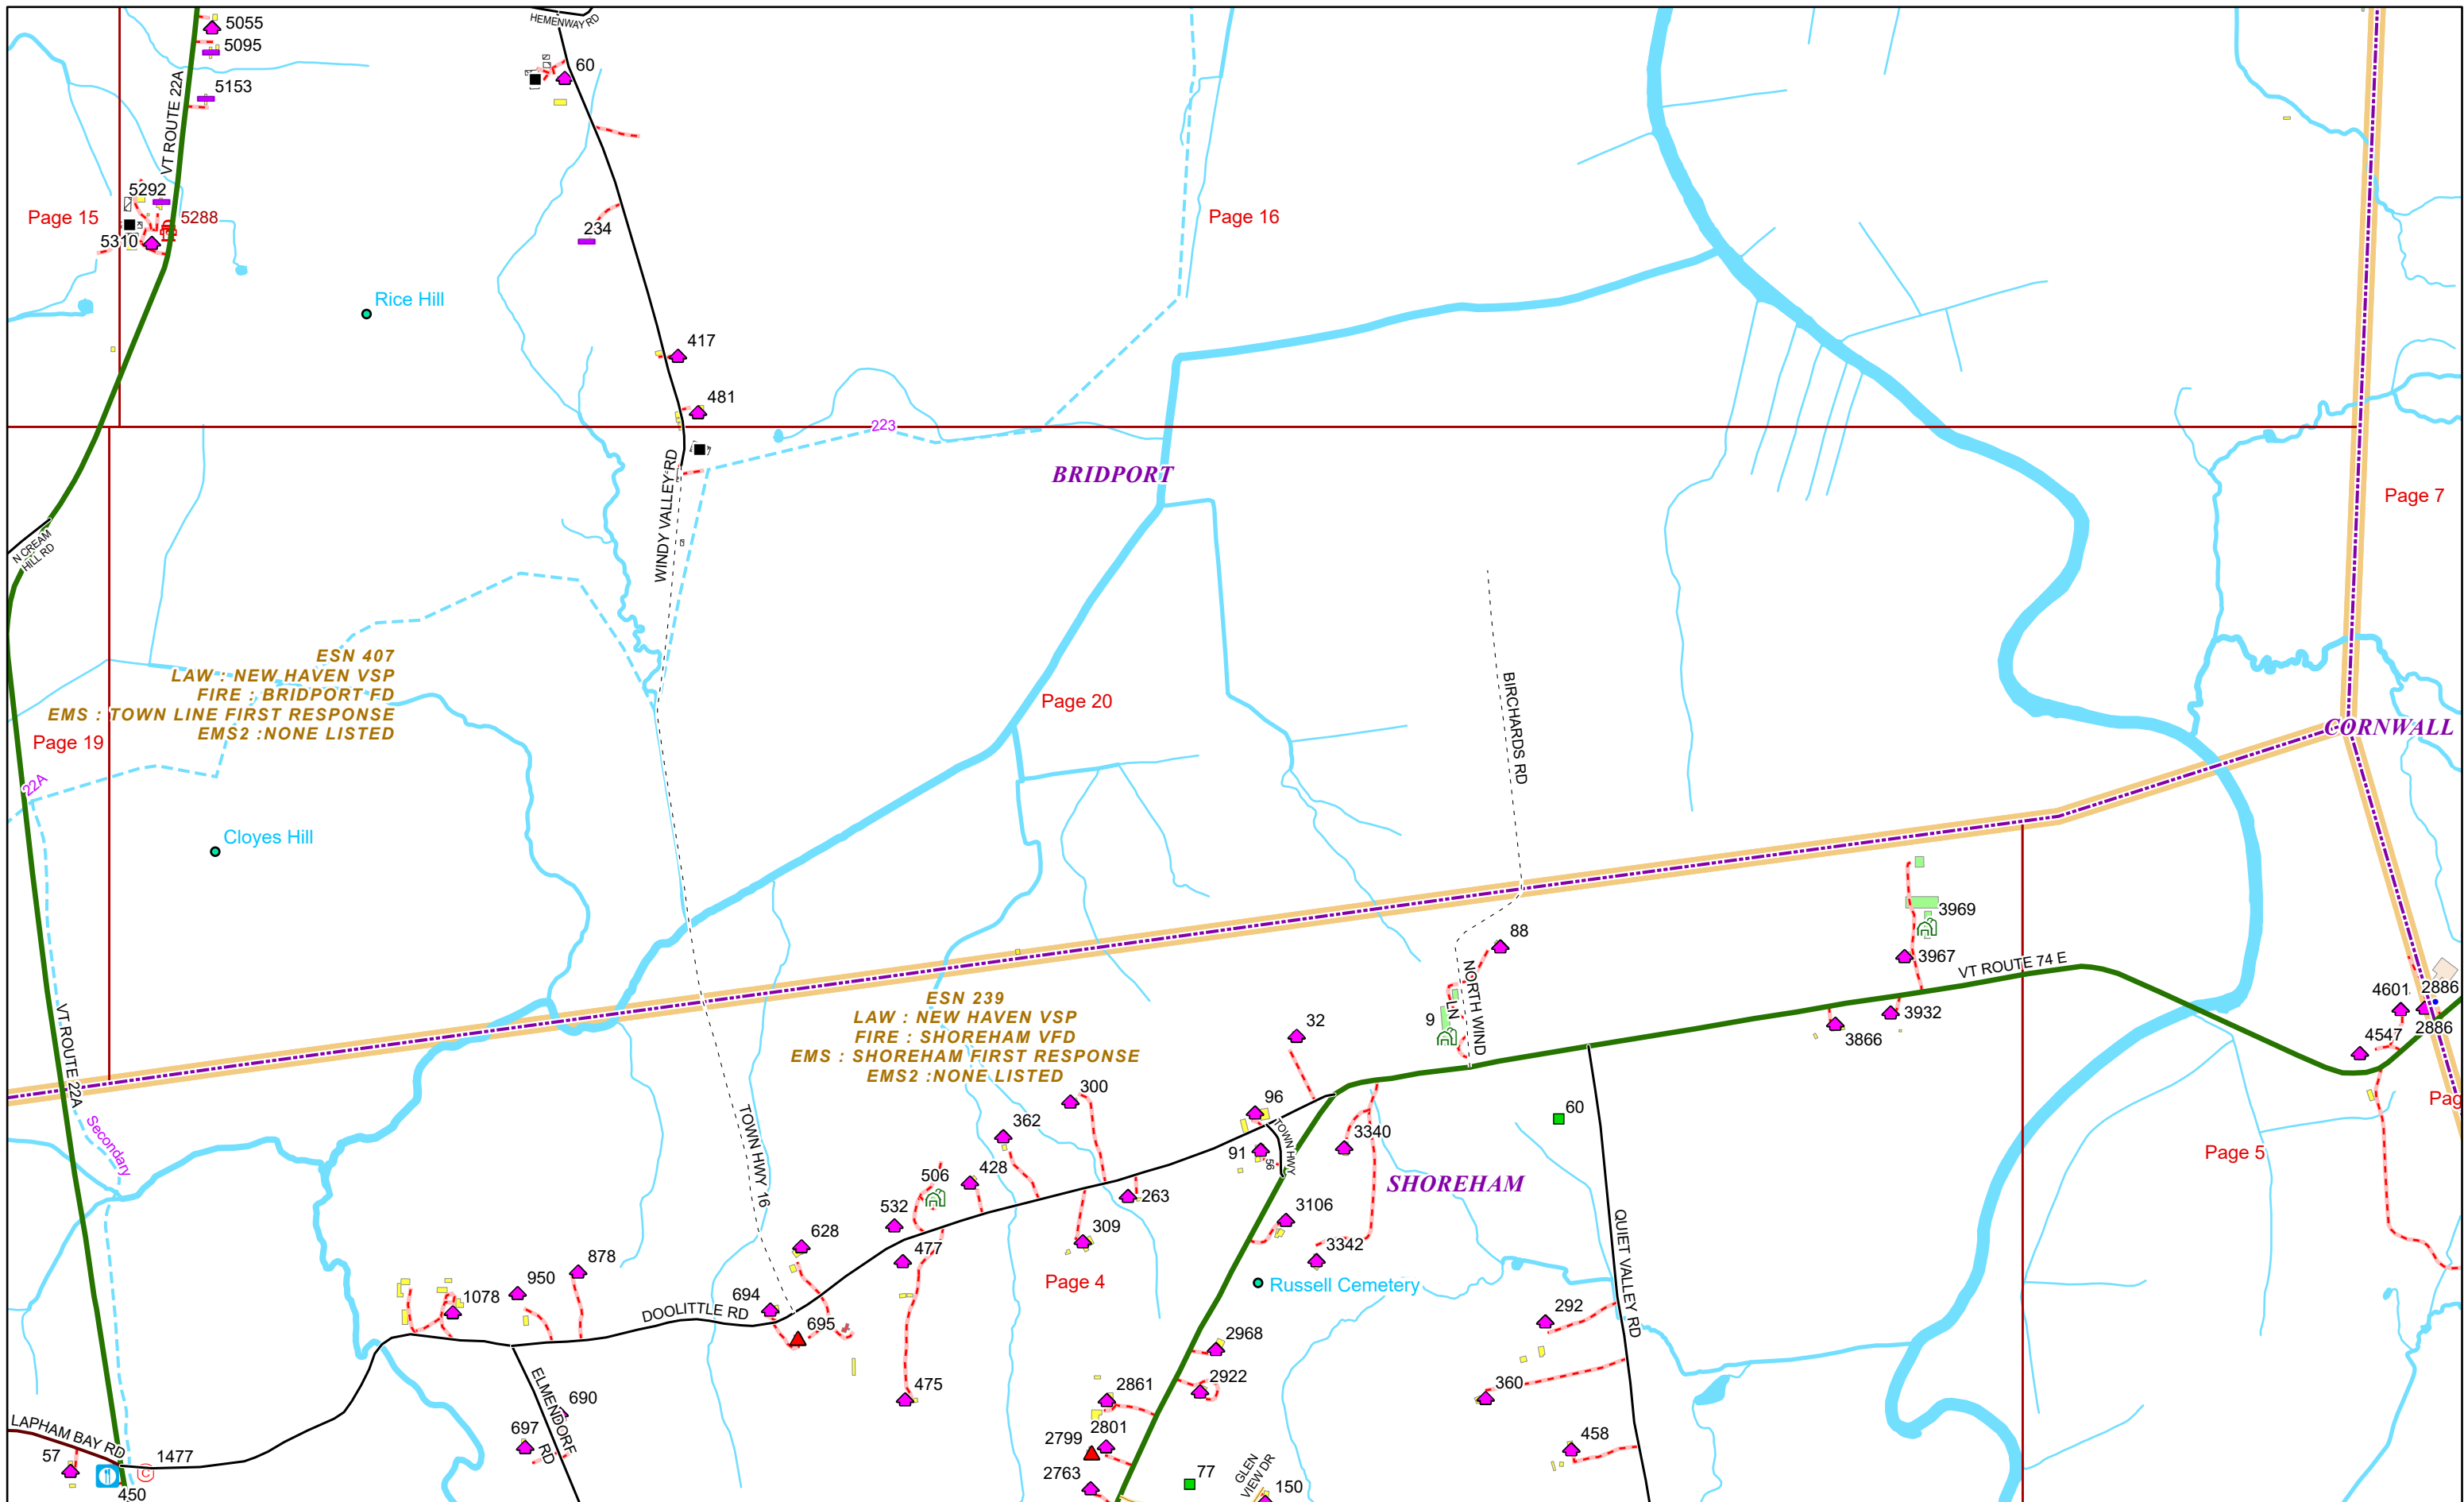 HEMENWAY RD
5055
5095
60
5153
VT ROUTE 22A
5292
Page 15
5288
5310
234
Page 16
Rice Hill
417
481
223
BRIDPORT
WINDY VALLEY RD
Page 7
N CREAM
HILL RD
ESN 407
LAW : NEW HAVEN VSP
FIRE : BRIDPORT FD
EMS : TOWN LINE FIRST RESPONSE
EMS2 :NONE LISTED
Page 19
Page 20
BIRCHARDS RD
CORNWALL
22A
Cloyes Hill
3969
88
3967
VT ROUTE 74 E
NORTH WIND
LN
ESN 239
LAW : NEW HAVEN VSP
FIRE : SHOREHAM VFD
EMS : SHOREHAM FIRST RESPONSE
EMS2 :NONE LISTED
4601
2886
3932
32
9
3866
4547
2886
VT ROUTE 22A
300
96
60
Pag
Secondary
362
TOWN HWY
56
91
3340
TOWN HWY 16
Page 5
506
428
SHOREHAM
532
263
3106
309
628
477
3342
QUIET VALLEY RD
878
950
Page 4
Russell Cemetery
1078
694
DOOLITTLE RD
695
292
2968
ELMENDORF
RD
690
475
2861
2922
360
LAPHAM BAY RD
697
2801
2799
458
57
1477
2763
77
GLEN
VIEW DR
150
450